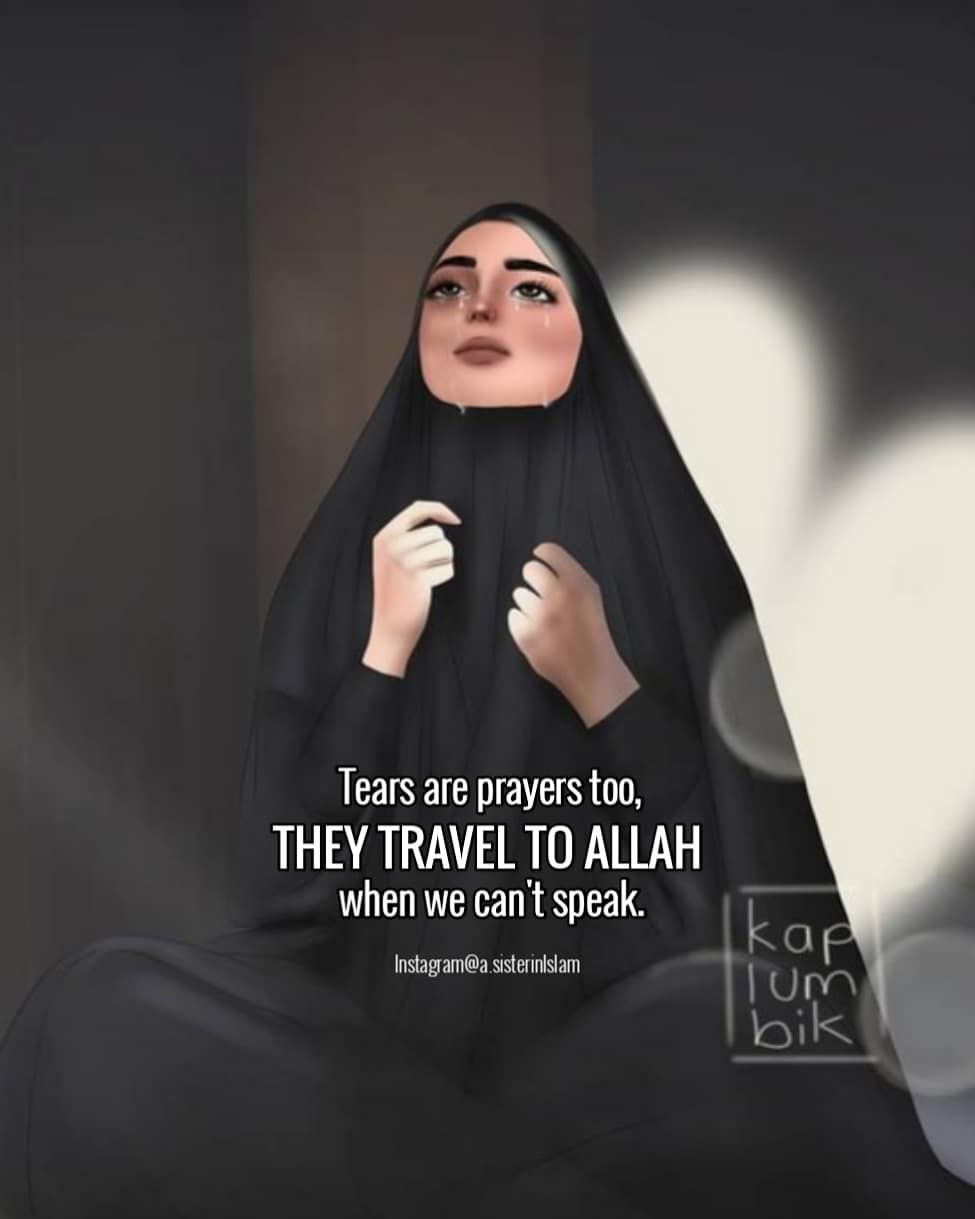 Tears are prayers too,
THEY TRAVEL TO ALLAH
when we can't speak.
Instagram@a.sisterinIslam
kap
lum
bik